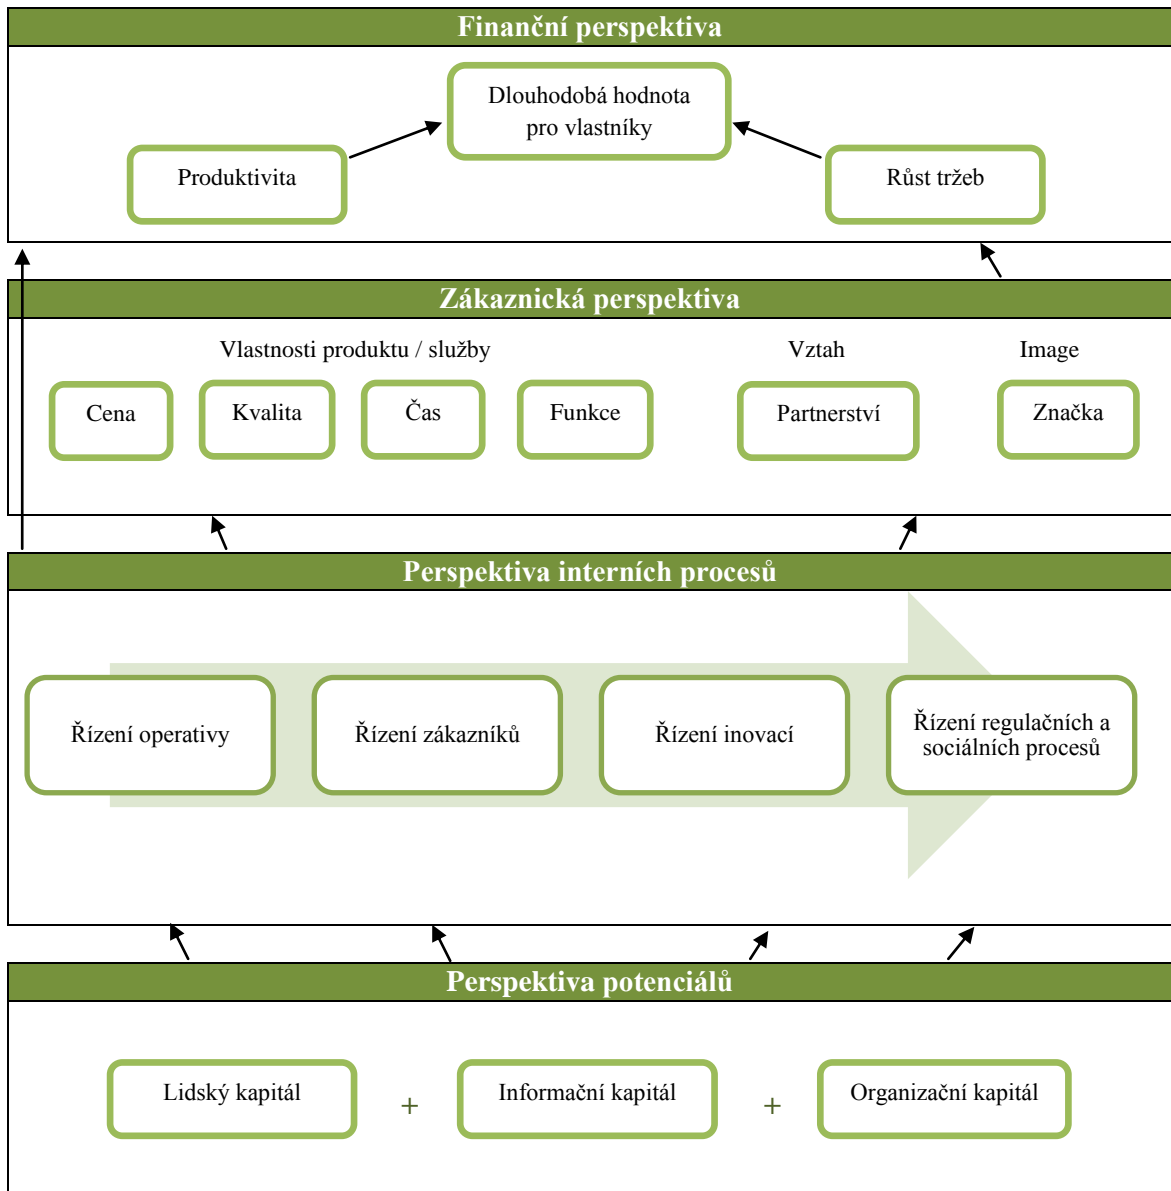 Finanční perspektiva
Dlouhodobá hodnota
pro vlastníky
Produktivita
Růst tržeb
Zákaznická perspektiva
Vlastnosti produktu / služby
Vztah
Image
Cena
Kvalita
Čas
Funkce
Partnerství
Značka
Perspektiva interních procesů
Řízení operativy
Řízení zákazníků
Řízení inovací
Řízení regulačních a
sociálních procesů
Perspektiva potenciálů
Lidský kapitál
+
Informační kapitál
+
Organizační kapitál